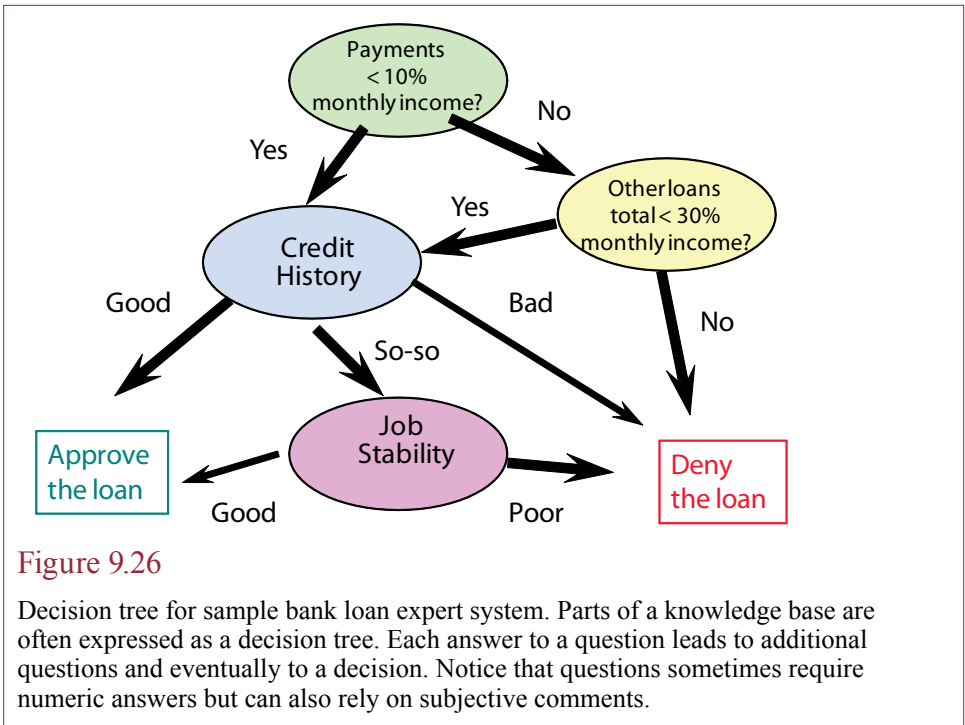 Payments
< 10%
monthly income?
No
Yes
Otherloans
total < 30%
monthly income?
Yes
Credit
History
Good
Bad
No
So-so
Job
Stability
Approve
the loan
Deny
the loan
Good
Poor
Figure 9.26
Decision tree for sample bank loan expert system. Parts of a knowledge base are
often expressed as a decision tree. Each answer to a question leads to additional
questions and eventually to a decision. Notice that questions sometimes require
numeric answers but can also rely on subjective comments.